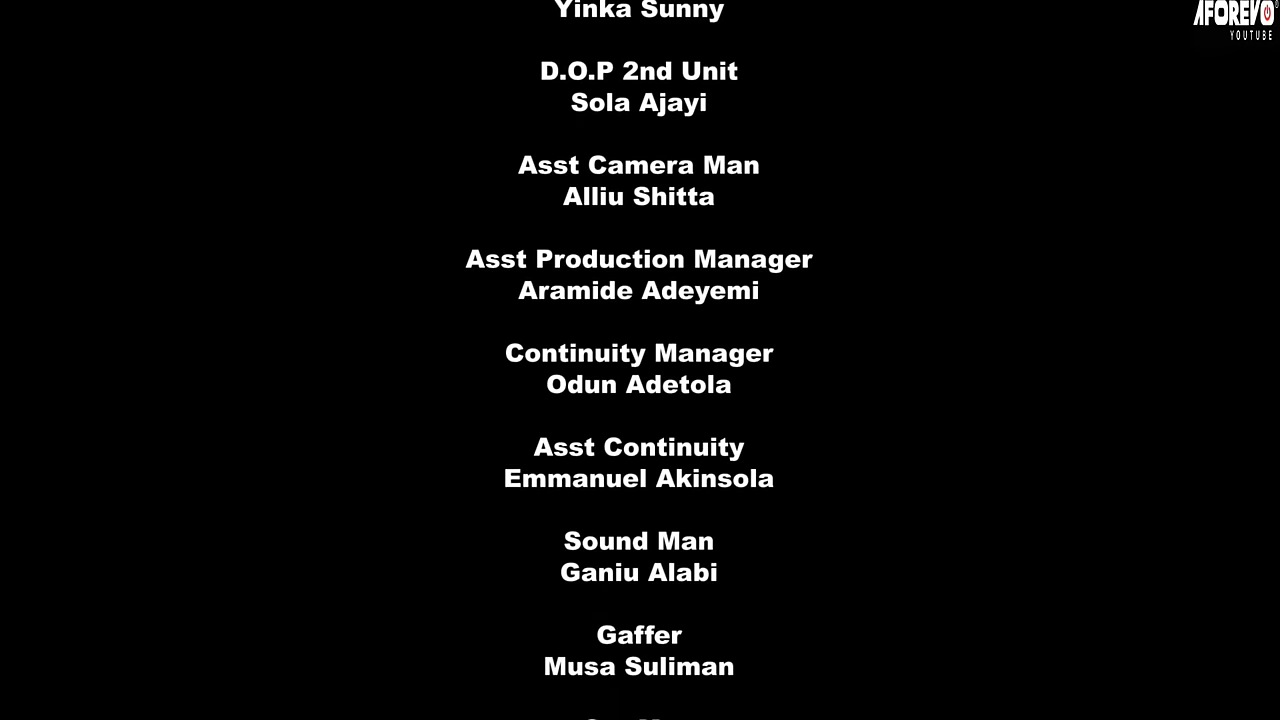 Yinka Sunny
AFOREVO
YOUTUBE
D.O.P 2nd Unit
Sola Ajayi
Asst Camera Man
Alliu Shitta
Asst Production Manager
Aramide Adeyemi
Continuity Manager
Odun Adetola
Asst Continuity
Emmanuel Akinsola
Sound Man
Ganiu Alabi
Gaffer
Musa Suliman